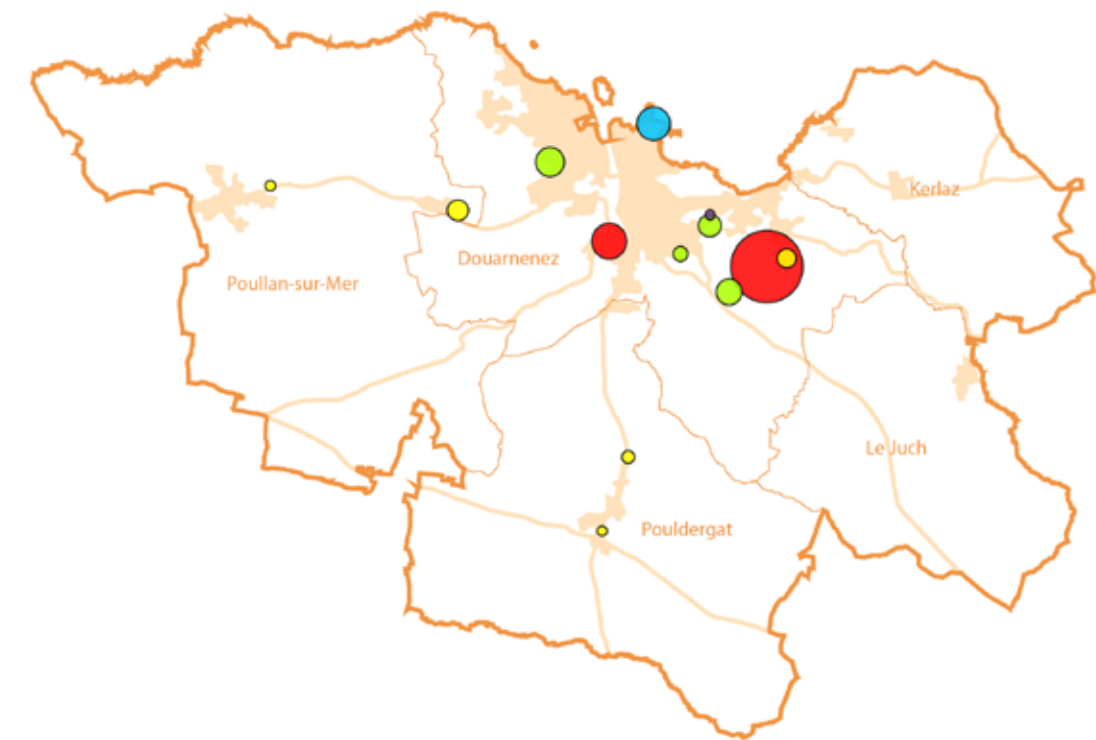 Kerlaz
Douarnenez
Poullan-sur-Mer
Le Juch
Pouldergat